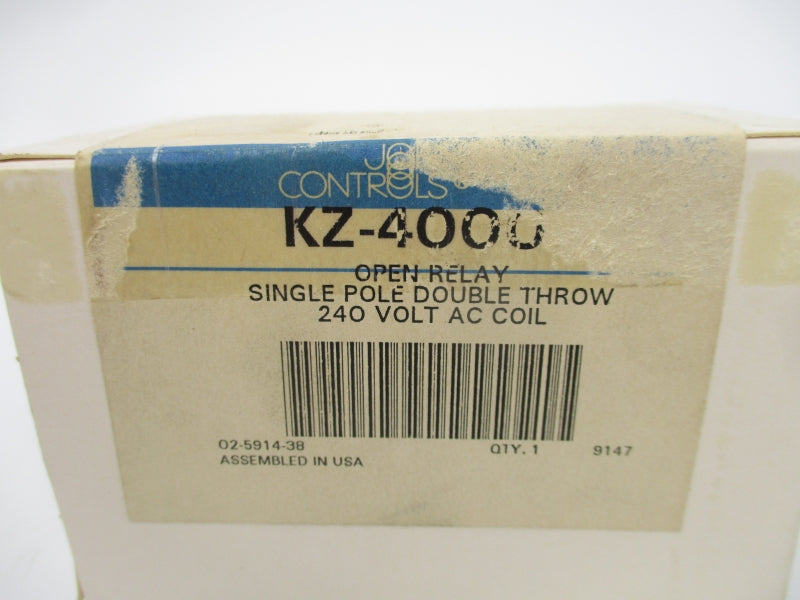 CONTROLS
KZ-4000
OPEN RELAY
SINGLE POLE DOUBLE THROW
240 VOLT AC COIL
02-5914-38 QTY. 1 9147
ASSEMBLED IN USA